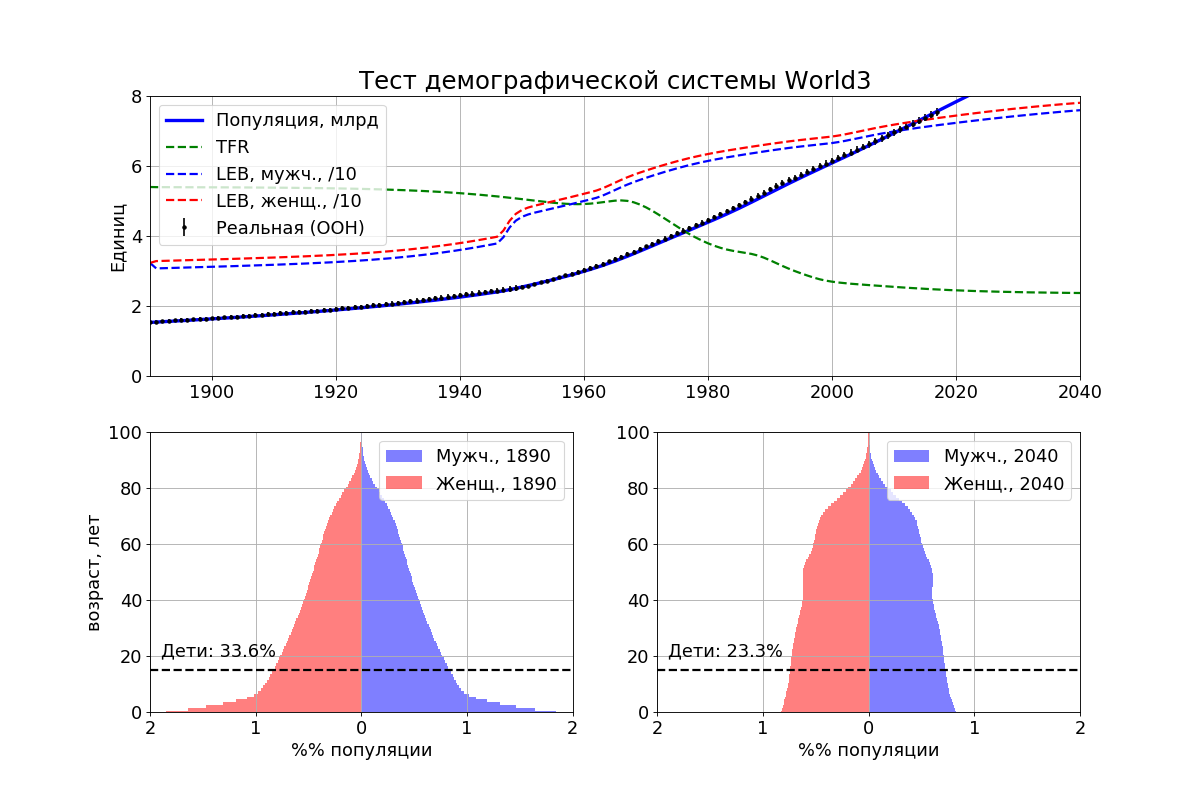 Тест демографической системы World3
Единиц
8
6
4
2
0
Популяция, млрд
TFR
LEB, мужч., /10
LEB, женщ., /10
Реальная (ООН)
1900 1920 1940 1960 1980 2000 2020 2040
возраст, лет
100
80
60
40
20
0
Мужч., 1890
Женщ., 1890
Дети: 33.6%
2 1 0 1 2
%% популяции
100
80
60
40
20
0
Мужч., 2040
Женщ., 2040
Дети: 23.3%
2 1 0 1 2
%% популяции